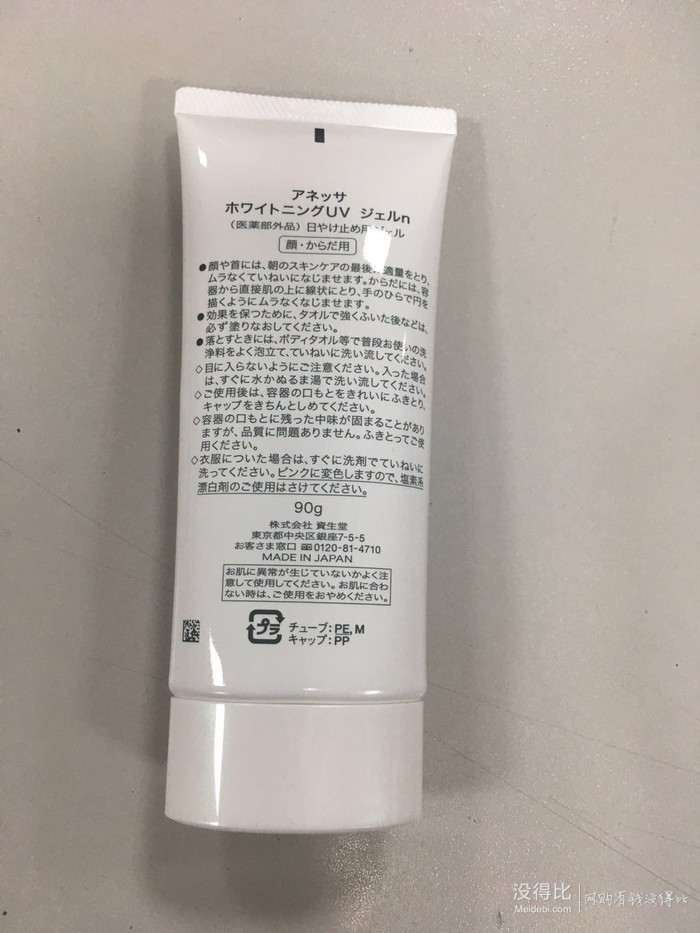 アネッサ
ホワイトニングUV ジェルn
（医薬部外品）日やけ止め用ジェル
顔・からだ用
●顔や首には、朝のスキンケアの最後に適量をとり、
ムラなくていねいになじませます。からだには、容
器から直接肌の上に線状にとり、手のひらで円を
描くようにムラなくなじませます。
●効果を保つために、タオルで強くふいた後などは、
必ず塗りなおしてください。
●落とすときには、ボディタオル等で普段お使いの洗
浄料をよく泡立て、ていねいに洗い流してください。
◇目に入らないようにご注意ください。入った場合
は、すぐに水かぬるま湯で洗い流してください。
◇ご使用後は、容器の口もとをきれいにふきとり、
キャップをきちんとしめてください。
◇容器の口もとに残った中味が固まることがあり
ますが、品質に問題ありません。ふきとってご使
用ください。
◇衣服についた場合は、すぐに洗剤でていねいに
洗ってください。ピンクに変色しますので、塩素系
漂白剤のご使用はさけてください。
90g
株式会社 資生堂
東京都中央区銀座7-5-5
お客さま窓口 0120-81-4710
MADE IN JAPAN
お肌に異常が生じていないかよく注
意して使用してください。お肌に合わ
ない時は、ご使用をおやめください。
プラ チューブ：PE, M
キャップ：PP
没得比
Meidebi.com
网购省钱没得比